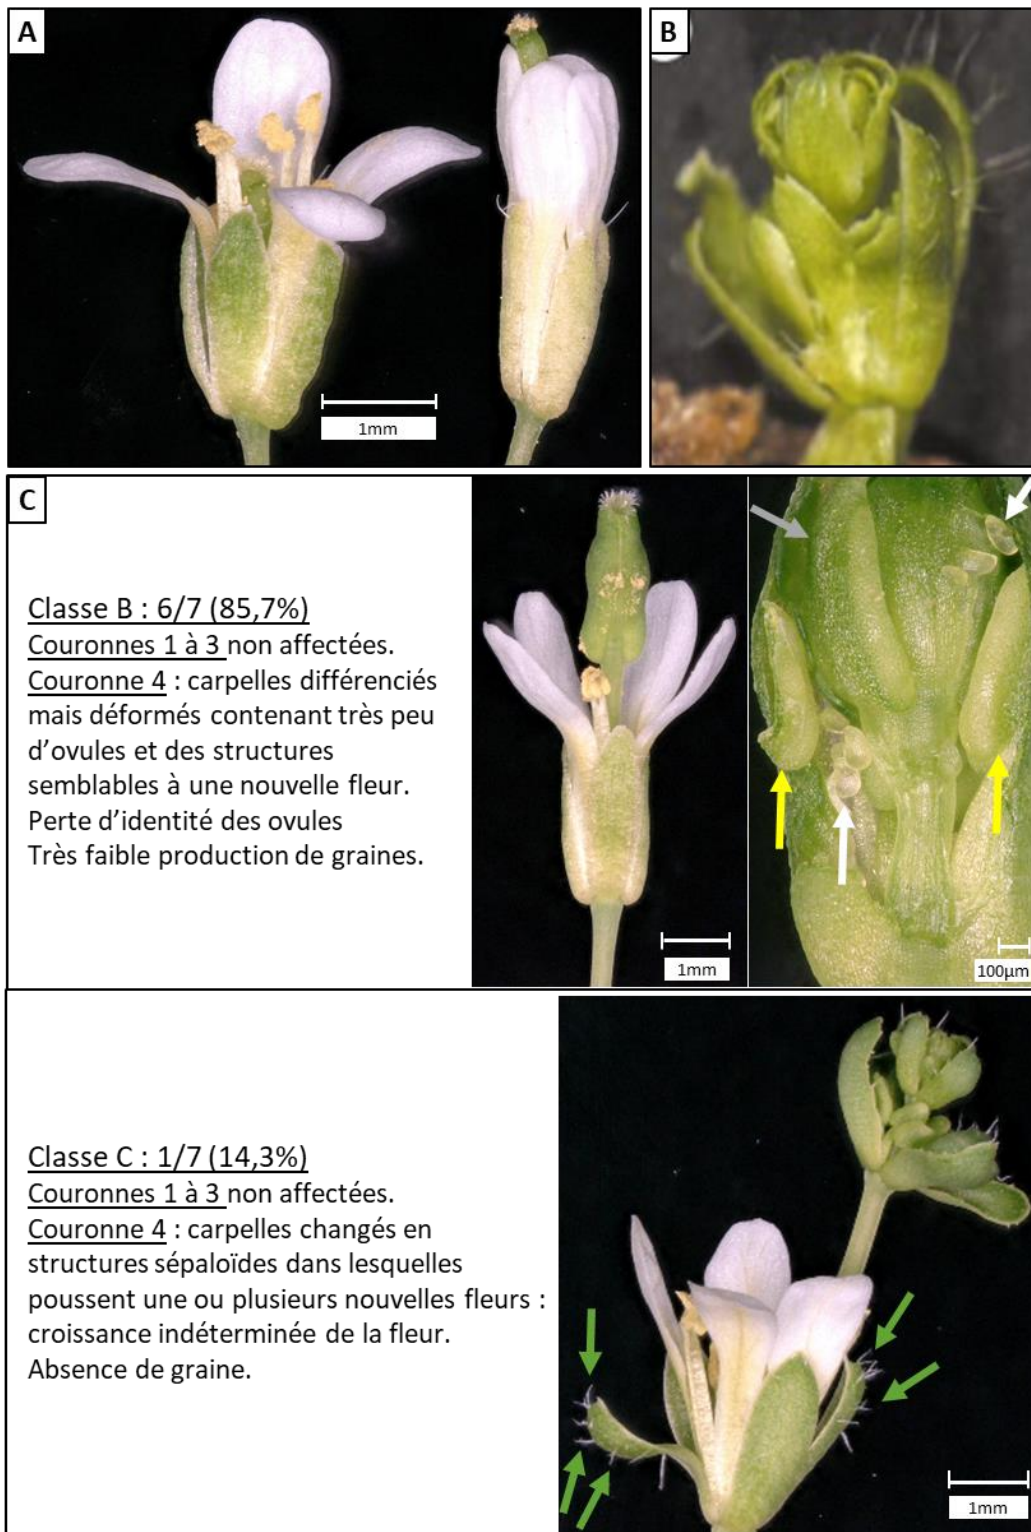 A
B
1mm
C
Classe B : 6/7 (85,7%)
Couronnes 1 à 3 non affectées.
Couronne 4 : carpelles différenciés
mais déformés contenant très peu
d’ovules et des structures
semblables à une nouvelle fleur.
Perte d’identité des ovules
Très faible production de graines.
1mm
100µm
Classe C : 1/7 (14,3%)
Couronnes 1 à 3 non affectées.
Couronne 4 : carpelles changés en
structures sépaloïdes dans lesquelles
poussent une ou plusieurs nouvelles fleurs :
croissance indéterminée de la fleur.
Absence de graine.
1mm